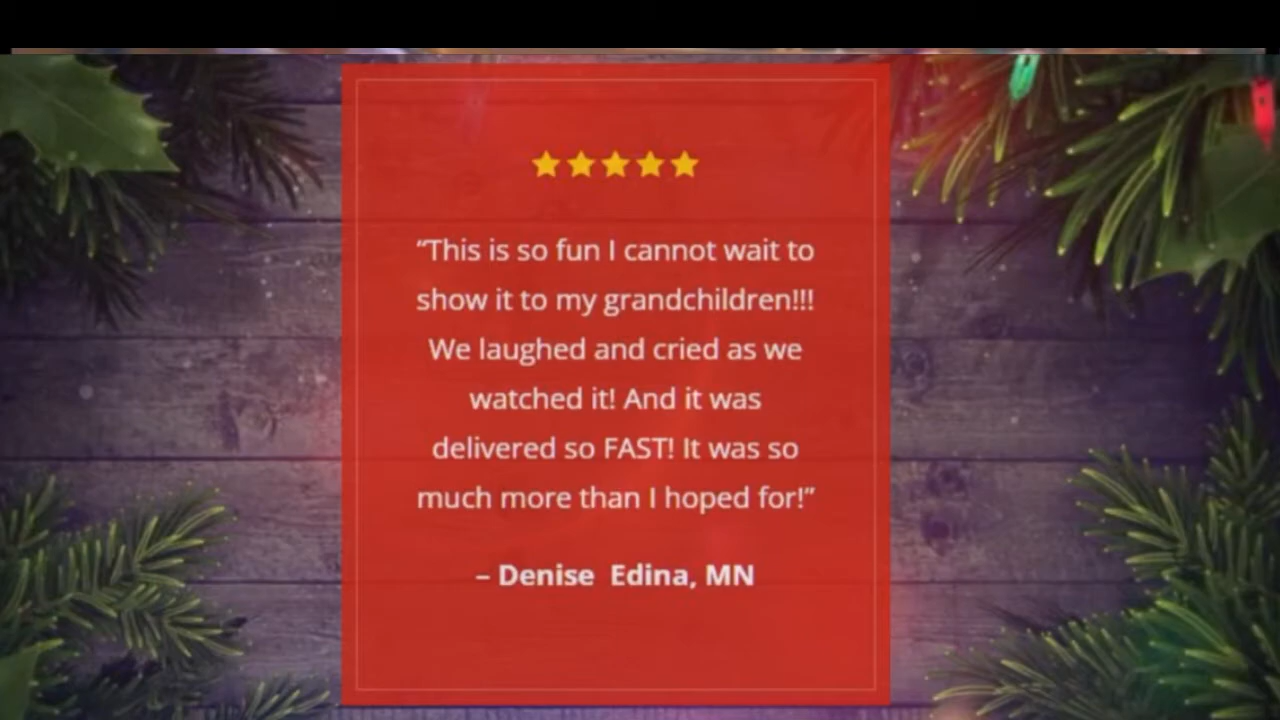 “This is so fun I cannot wait to
show it to my grandchildren!!!
We laughed and cried as we
watched it! And it was
delivered so FAST! It was so
much more than I hoped for!”
– Denise  Edina, MN